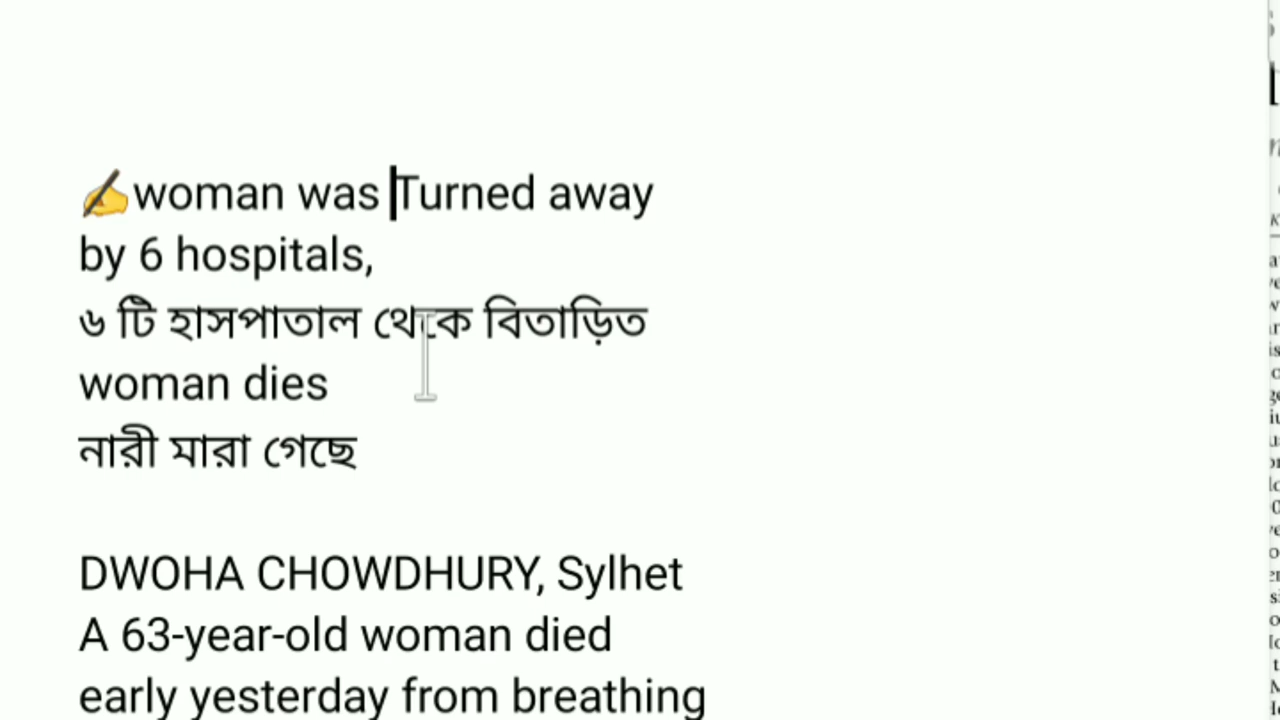 ✍woman was Turned away
by 6 hospitals,
৬ টি হাসপাতাল থেকে বিতাড়িত
woman dies
নারী মারা গেছে
DWOHA CHOWDHURY, Sylhet
A 63-year-old woman died
early yesterday from breathing